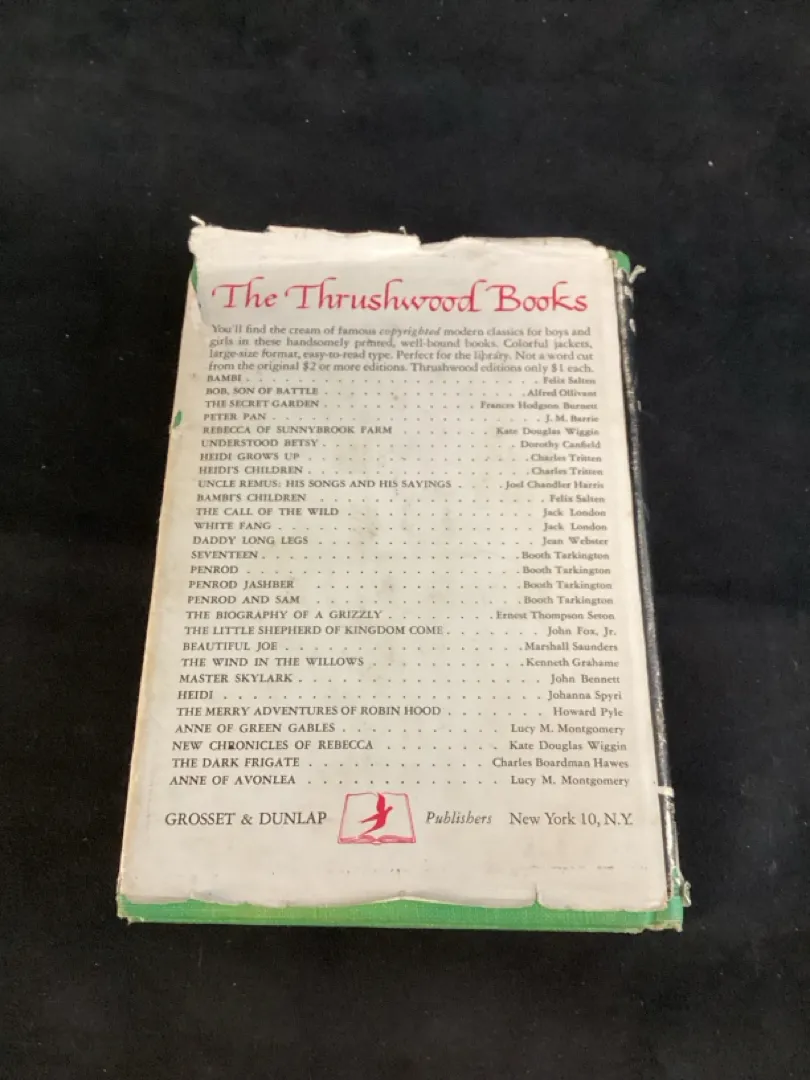 The Thrushwood Books
You'll find the cream of famous copyrighted modern classics for boys and
girls in these handsomely printed, well-bound books. Colorful jackets,
large-size format, easy-to-read type. Perfect for the library. Not a word cut
from the original $2 or more editions. Thrushwood editions only $1 each.
BAMBI . . . . . . . . . . . . . . . . . . . . Felix Salten
BOB, SON OF BATTLE . . . . . . . . . . . . . . Alfred Ollivant
THE SECRET GARDEN . . . . . . . . . . . Frances Hodgson Burnett
PETER PAN . . . . . . . . . . . . . . . . . . J. M. Barrie
REBECCA OF SUNNYBROOK FARM . . . . . . Kate Douglas Wiggin
UNDERSTOOD BETSY . . . . . . . . . . . . . Dorothy Canfield
HEIDI GROWS UP . . . . . . . . . . . . . . . Charles Tritten
HEIDI'S CHILDREN . . . . . . . . . . . . . . Charles Tritten
UNCLE REMUS: HIS SONGS AND HIS SAYINGS . . . . Joel Chandler Harris
BAMBI'S CHILDREN . . . . . . . . . . . . . . . Felix Salten
THE CALL OF THE WILD . . . . . . . . . . . . . Jack London
WHITE FANG . . . . . . . . . . . . . . . . . Jack London
DADDY LONG LEGS . . . . . . . . . . . . . . . Jean Webster
SEVENTEEN . . . . . . . . . . . . . . . . Booth Tarkington
PENROD . . . . . . . . . . . . . . . . . Booth Tarkington
PENROD JASHBER . . . . . . . . . . . . . Booth Tarkington
PENROD AND SAM . . . . . . . . . . . . . Booth Tarkington
THE BIOGRAPHY OF A GRIZZLY . . . . . . . . Ernest Thompson Seton
THE LITTLE SHEPHERD OF KINGDOM COME . . . . . . . John Fox, Jr.
BEAUTIFUL JOE . . . . . . . . . . . . . . . Marshall Saunders
THE WIND IN THE WILLOWS . . . . . . . . . . Kenneth Grahame
MASTER SKYLARK . . . . . . . . . . . . . . . John Bennett
HEIDI . . . . . . . . . . . . . . . . . . . Johanna Spyri
THE MERRY ADVENTURES OF ROBIN HOOD . . . . . . . Howard Pyle
ANNE OF GREEN GABLES . . . . . . . . . . . Lucy M. Montgomery
NEW CHRONICLES OF REBECCA . . . . . . . . Kate Douglas Wiggin
THE DARK FRIGATE . . . . . . . . . . . . Charles Boardman Hawes
ANNE OF AVONLEA . . . . . . . . . . . . . Lucy M. Montgomery
GROSSET & DUNLAP Publishers New York 10, N.Y.